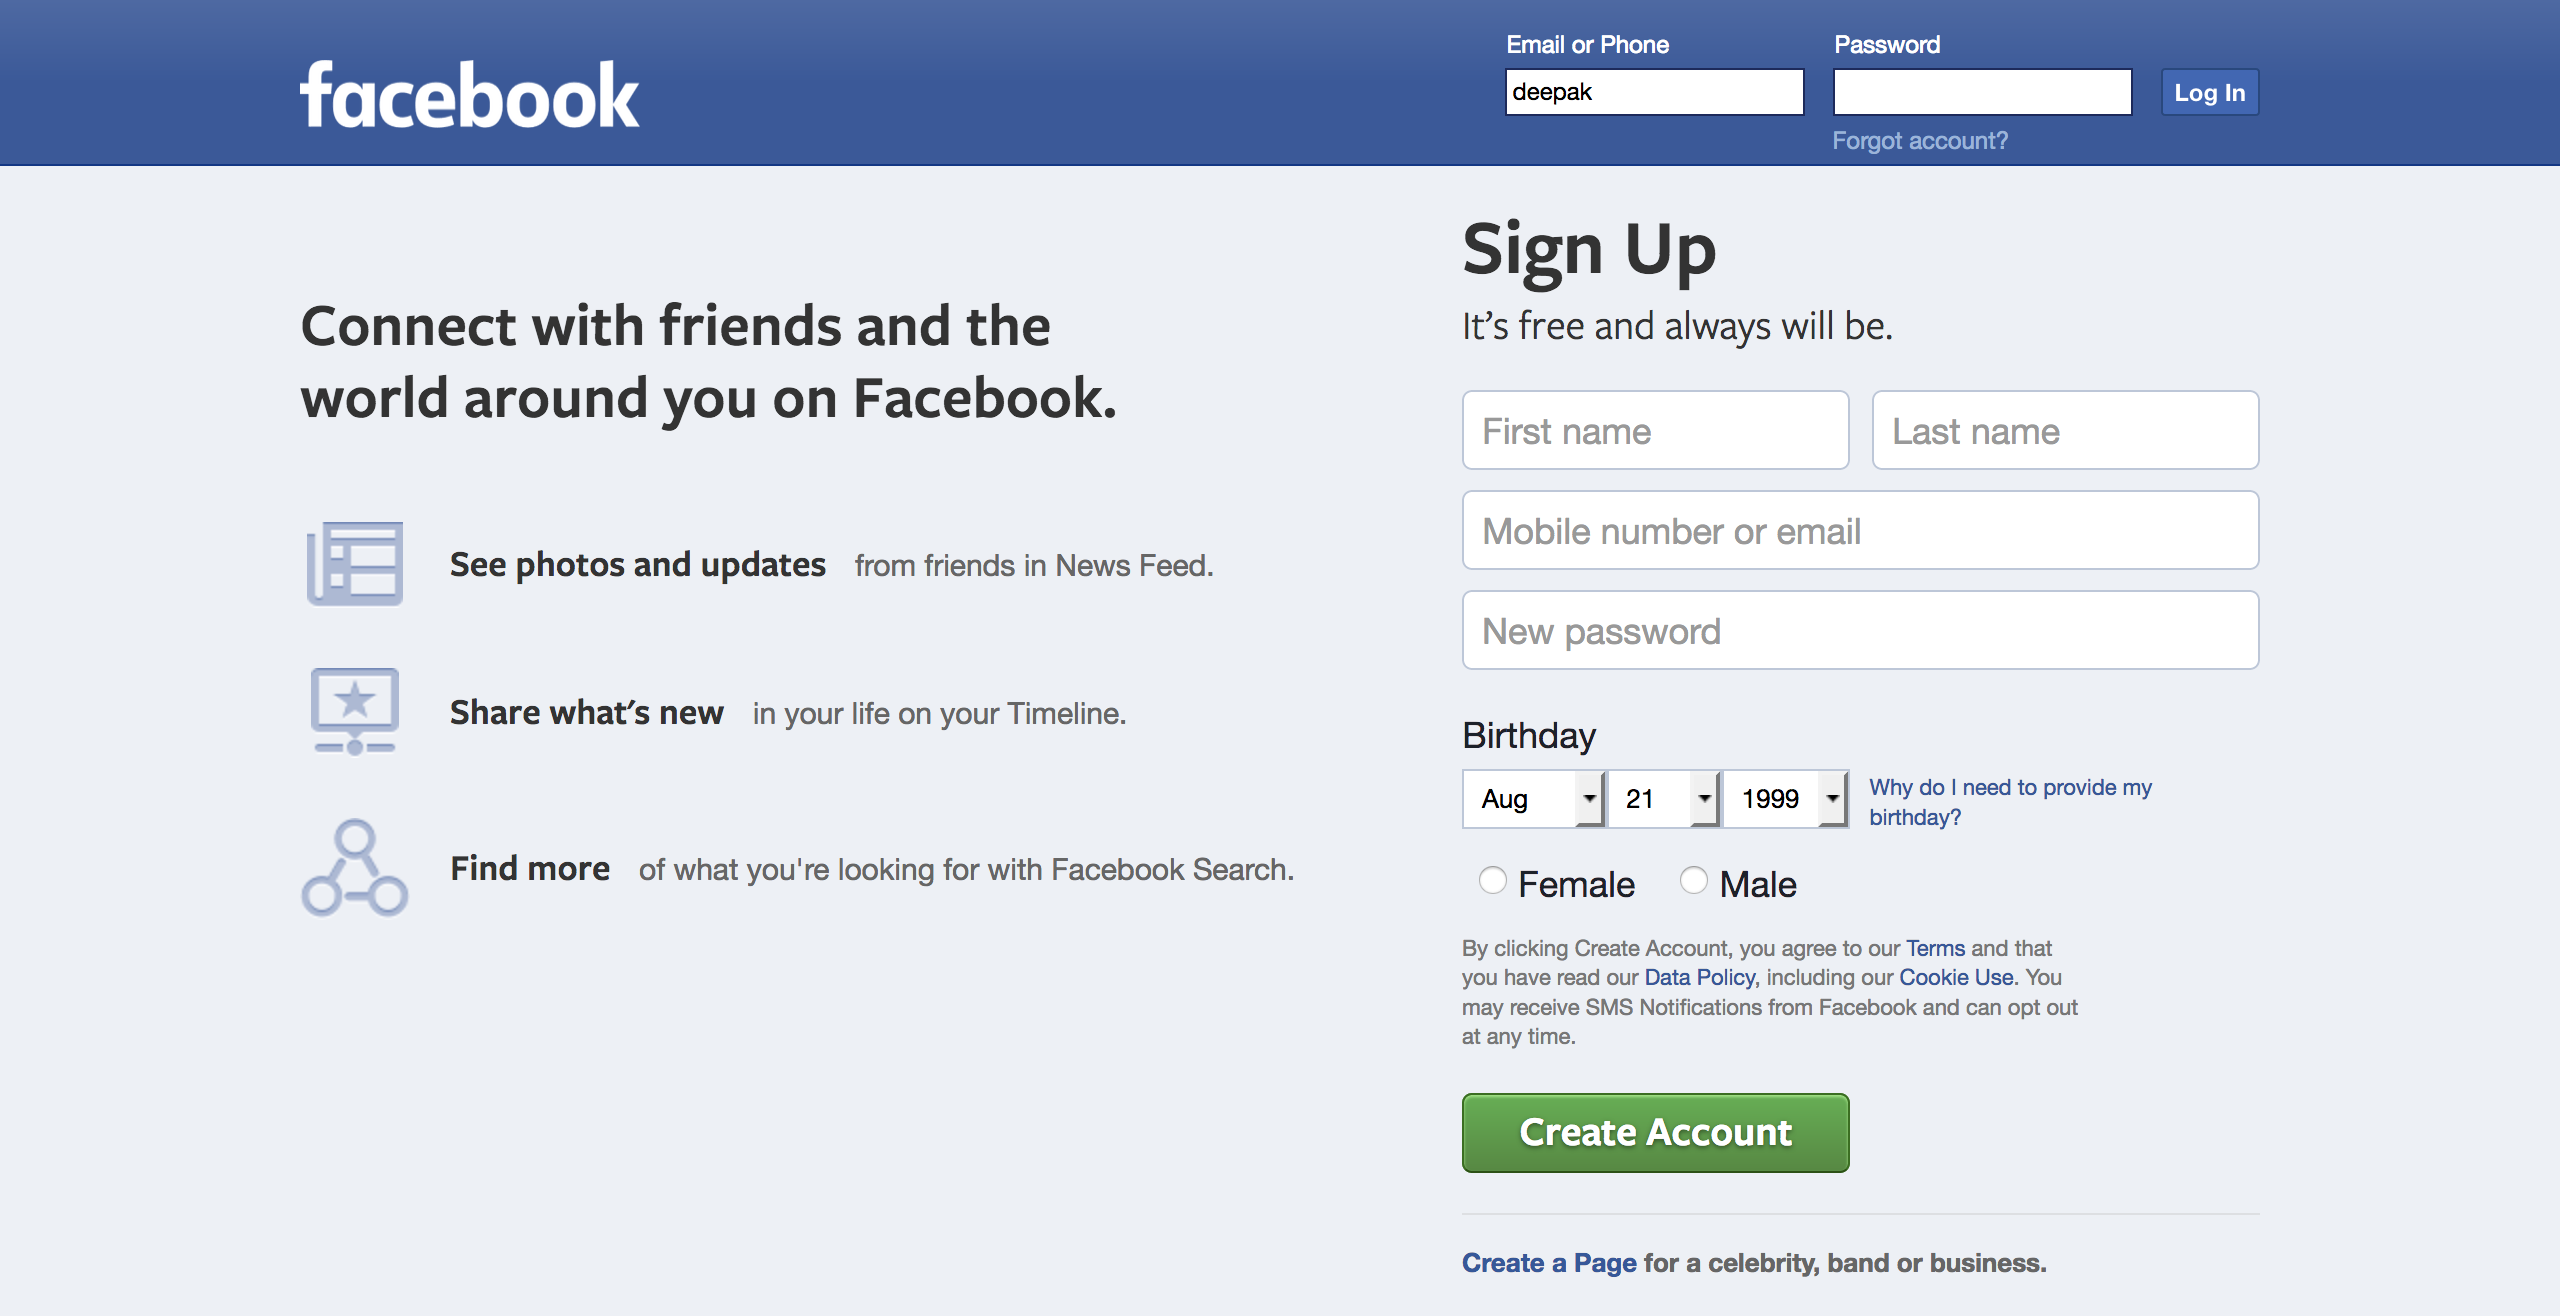 facebook
Email or Phone
Password
deepak
Log In
Forgot account?
Connect with friends and the
world around you on Facebook.
See photos and updates from friends in News Feed.
Share what's new in your life on your Timeline.
Find more of what you're looking for with Facebook Search.
Sign Up
It’s free and always will be.
First name
Last name
Mobile number or email
New password
Birthday
Aug 21 1999
Why do I need to provide my
birthday?
Female Male
By clicking Create Account, you agree to our Terms and that
you have read our Data Policy, including our Cookie Use. You
may receive SMS Notifications from Facebook and can opt out
at any time.
Create Account
Create a Page for a celebrity, band or business.